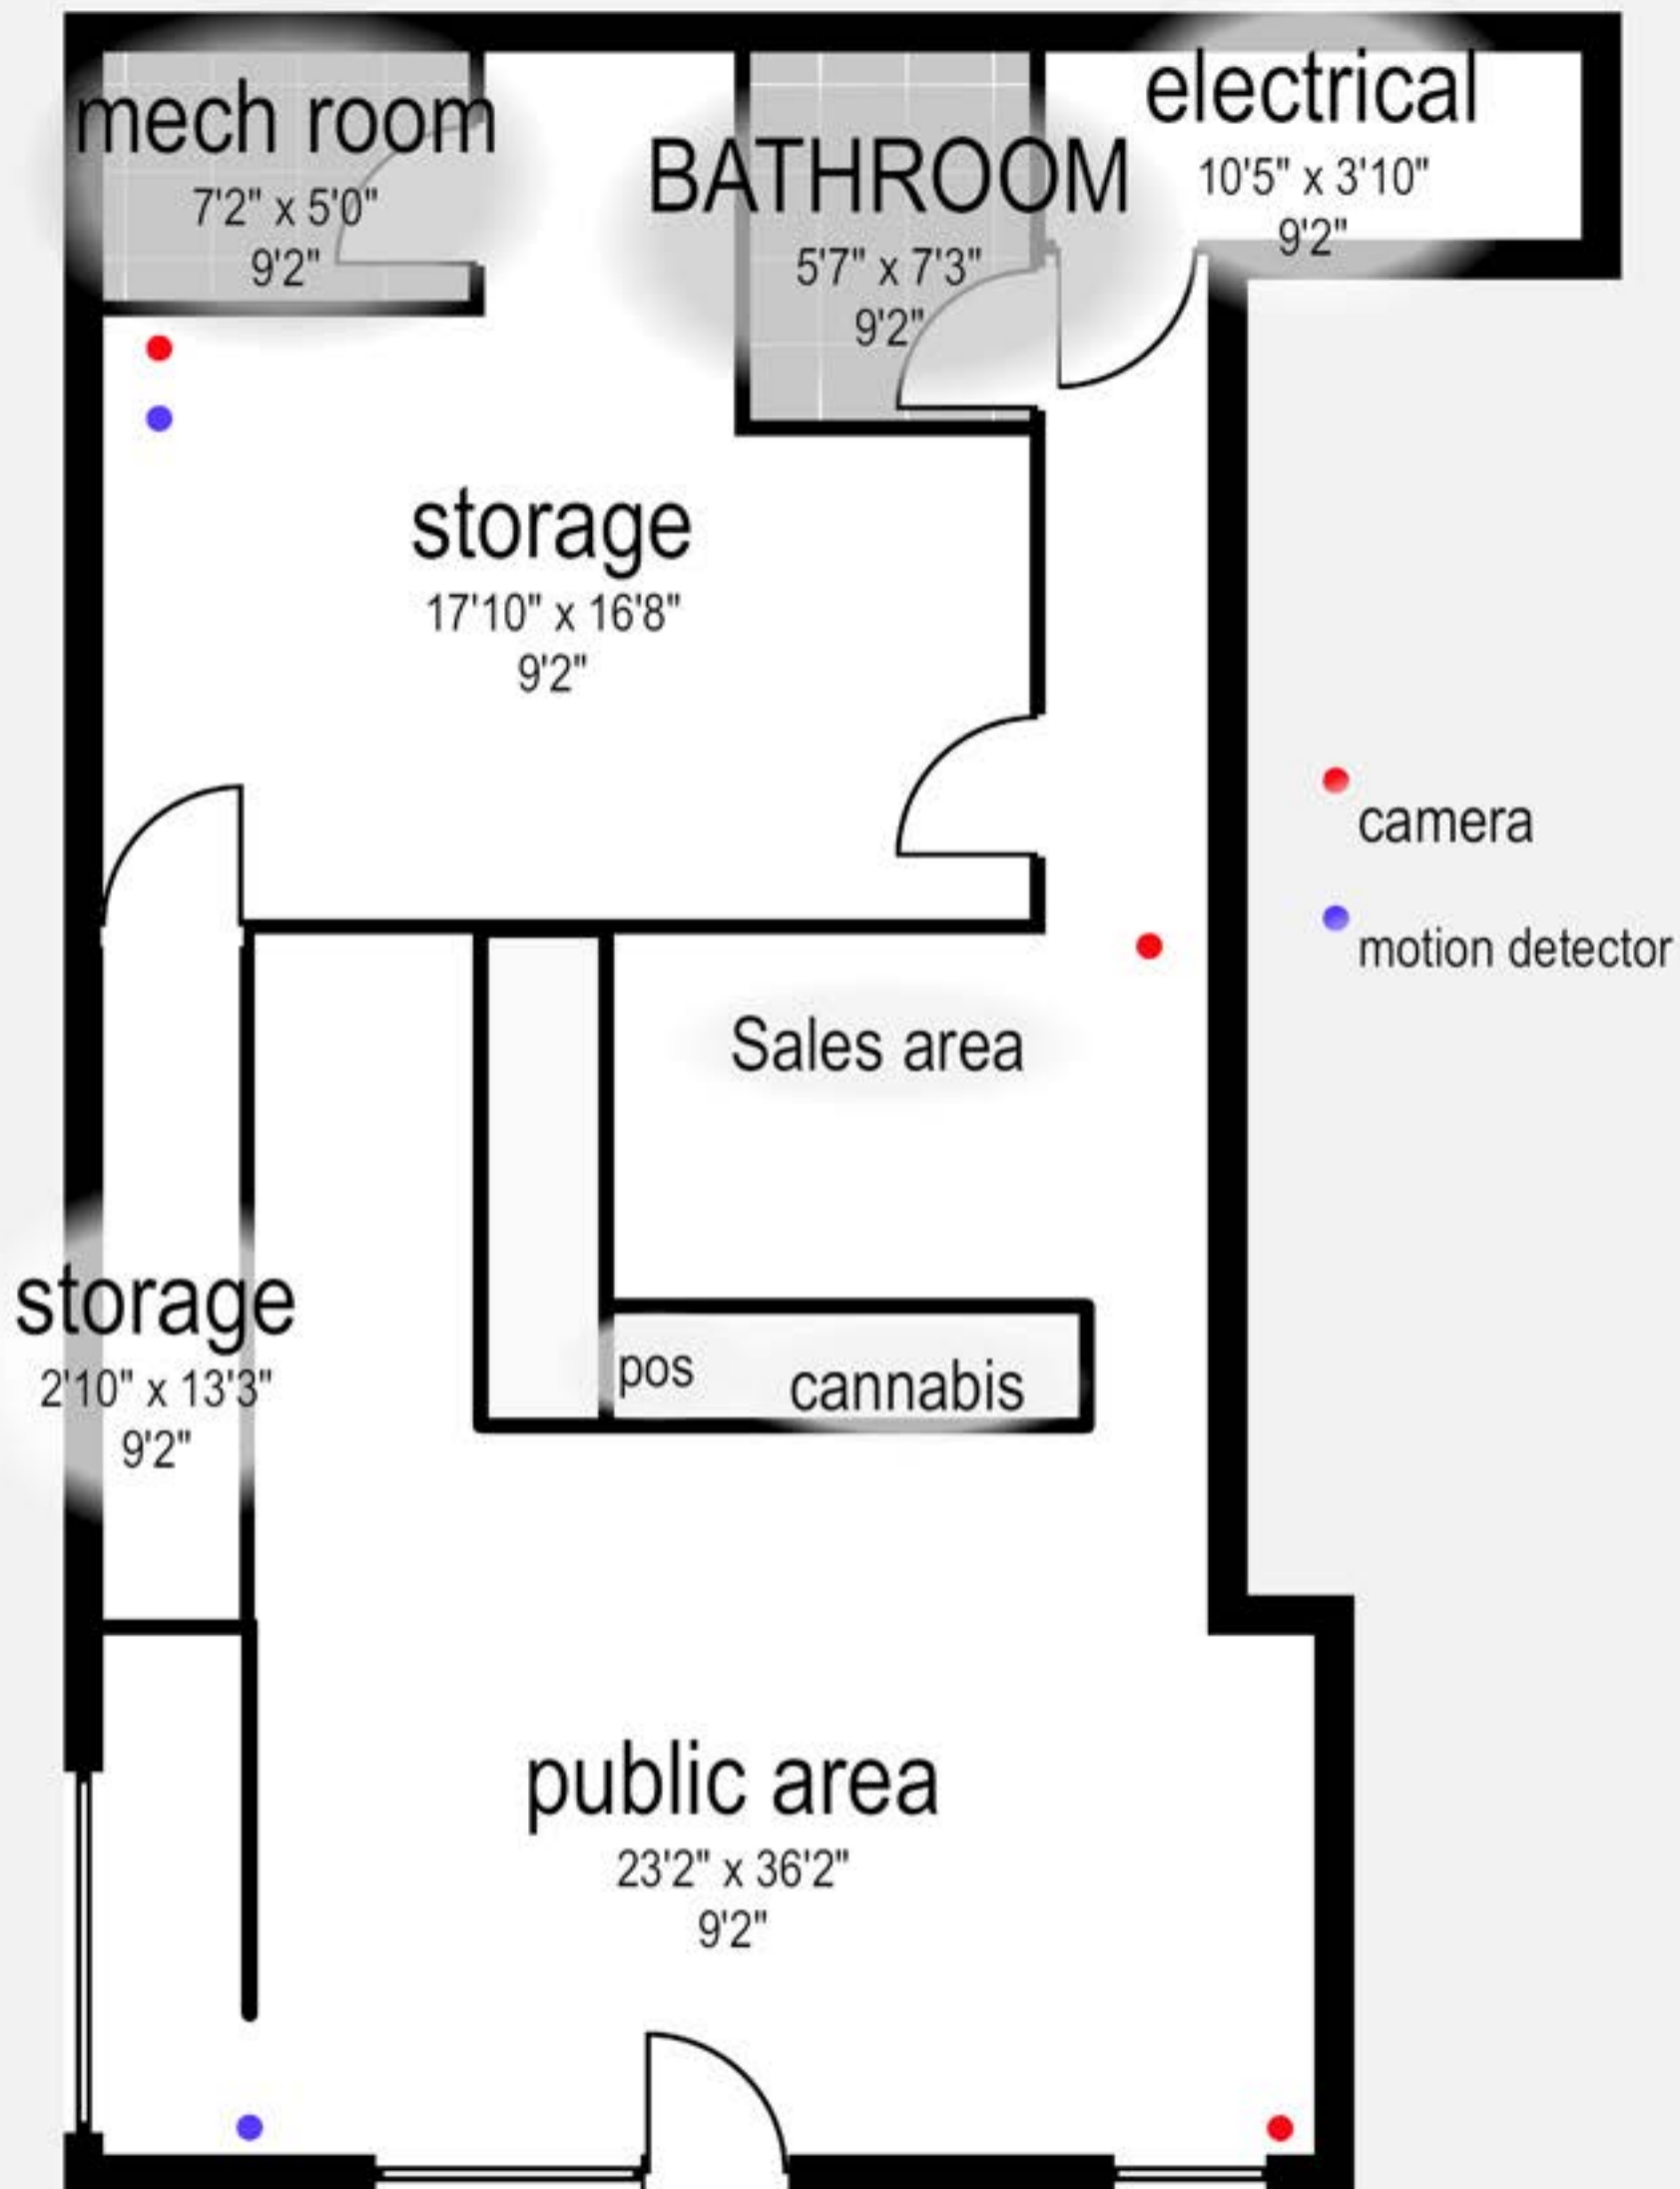 mech room
7'2" x 5'0"
9'2"
BATHROOM
5'7" x 7'3"
9'2"
electrical
10'5" x 3'10"
9'2"
storage
17'10" x 16'8"
9'2"
camera
motion detector
Sales area
storage
2'10" x 13'3"
9'2"
pos
cannabis
public area
23'2" x 36'2"
9'2"